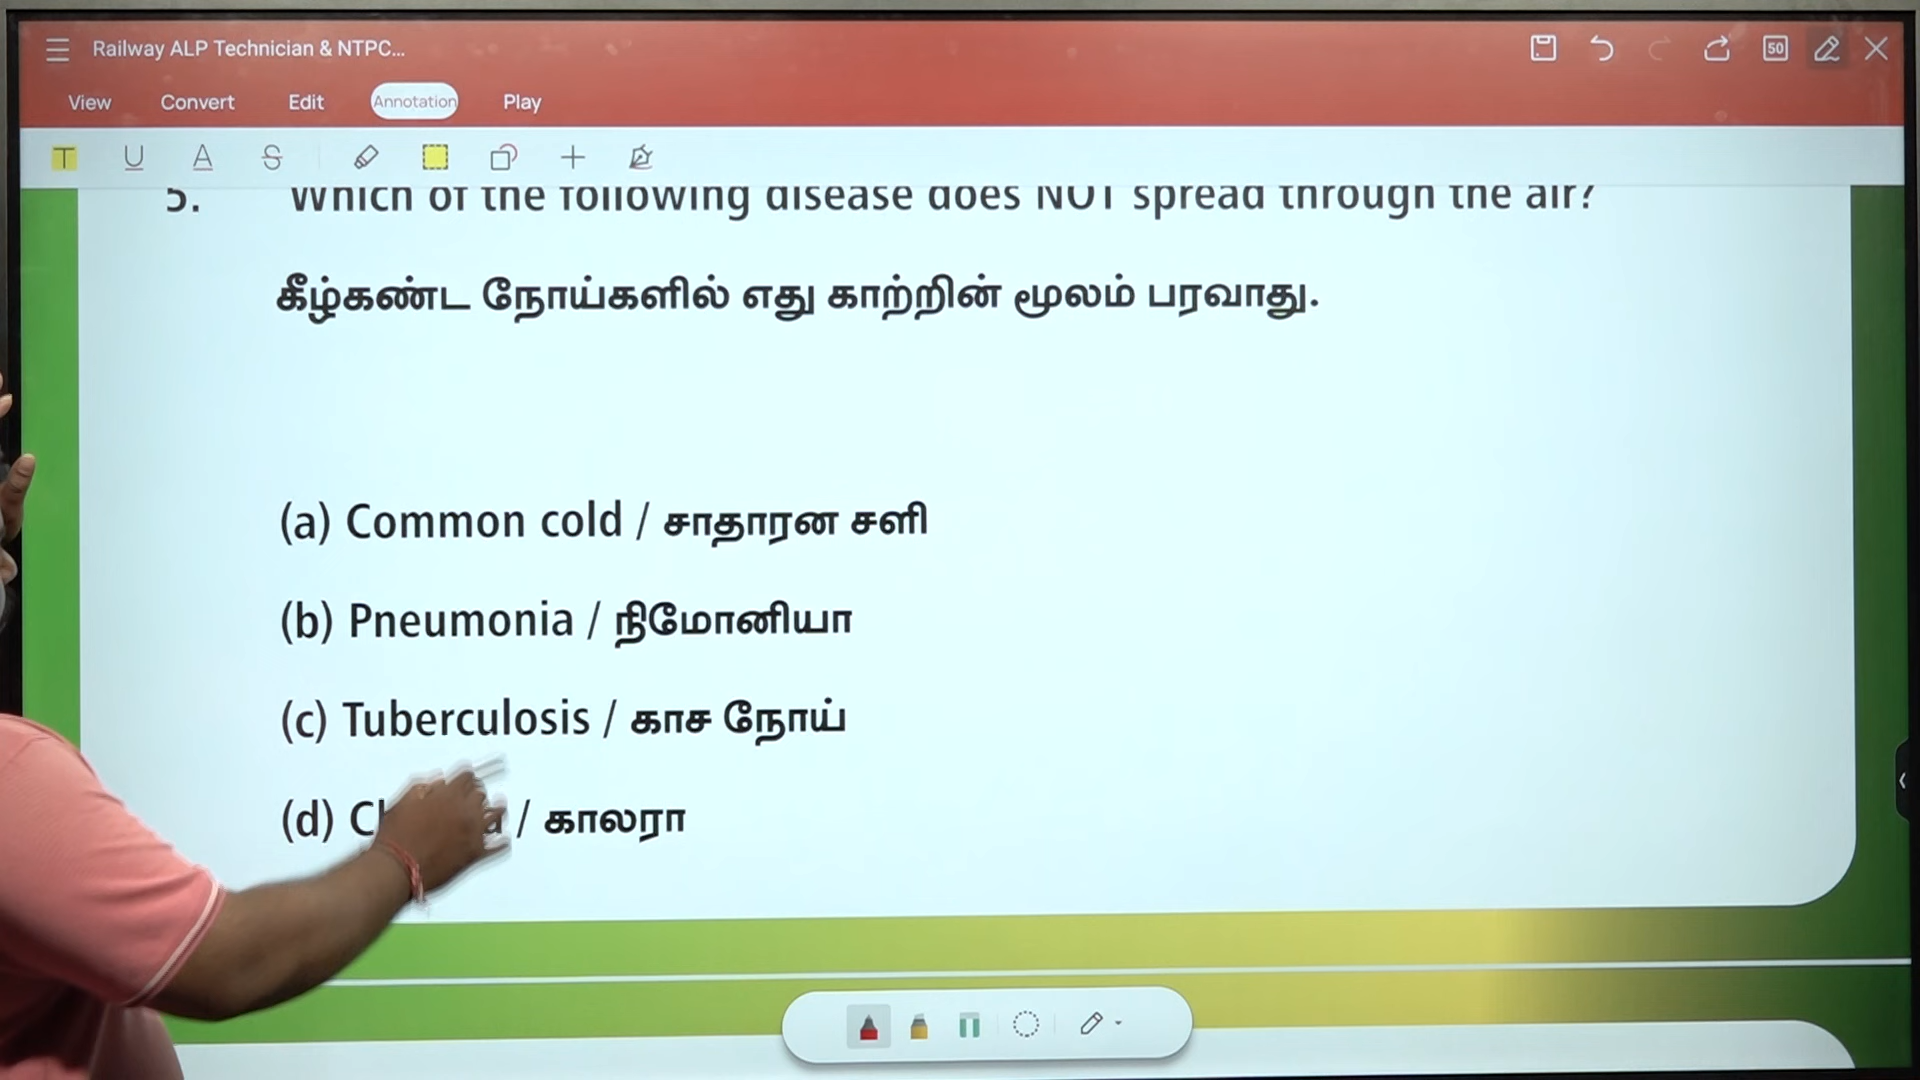 Railway ALP Technician & NTPC...
50
View Convert Edit Annotation Play
T U A S
5. Which of the following disease does NOT spread through the air?
கீழ்கண்ட நோய்களில் எது காற்றின் மூலம் பரவாது.
(a) Common cold / சாதாரன சளி
(b) Pneumonia / நிமோனியா
(c) Tuberculosis / காச நோய்
(d) / காலரா